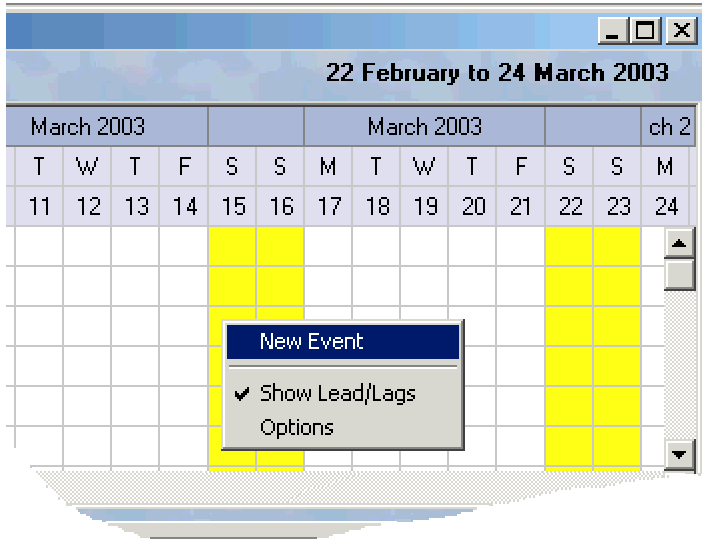 22 February to 24 March 2003
March 2003 March 2003 ch 2
T W T F S S M T W T F S S M
11 12 13 14 15 16 17 18 19 20 21 22 23 24
New Event
Show Lead/Lags
Options